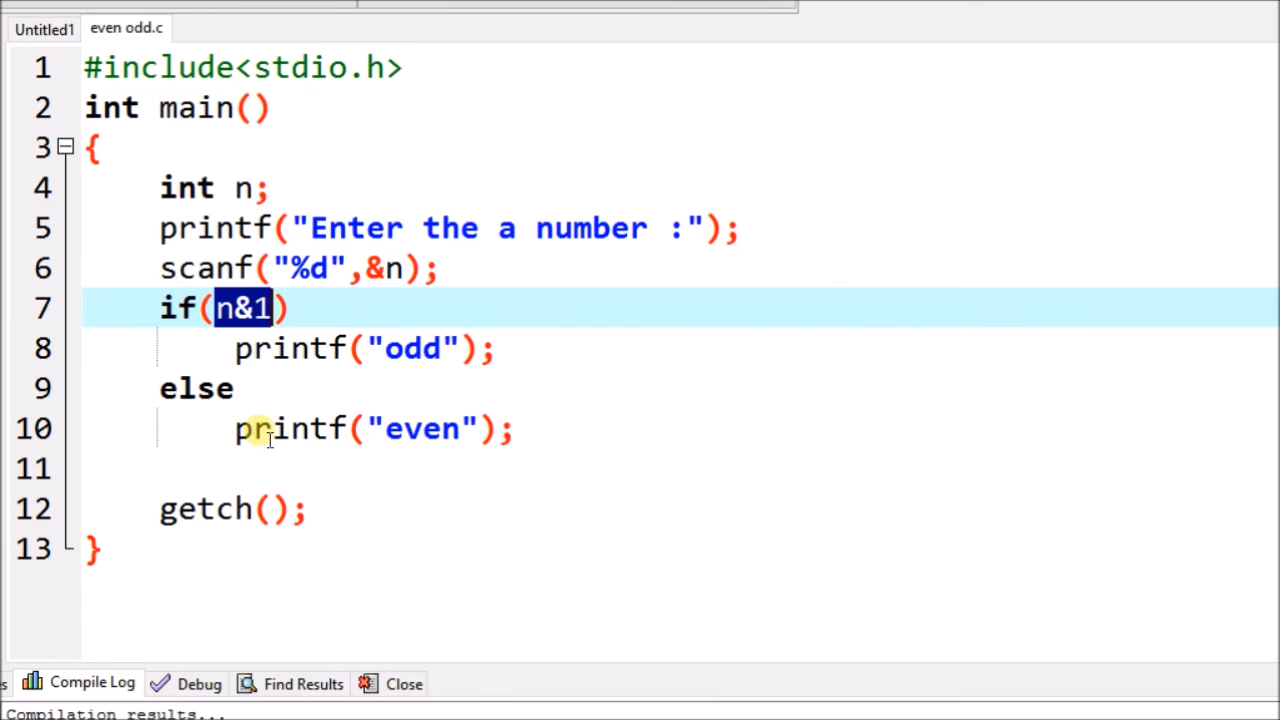 Untitled1 even odd.c
1 #include<stdio.h>
2 int main()
3 {
4 int n;
5 printf("Enter the a number :");
6 scanf("%d",&n);
7 if(n&1)
8 printf("odd");
9 else
10 printf("even");
11
12 getch();
13 }
s Compile Log Debug Find Results Close
Compilation results...